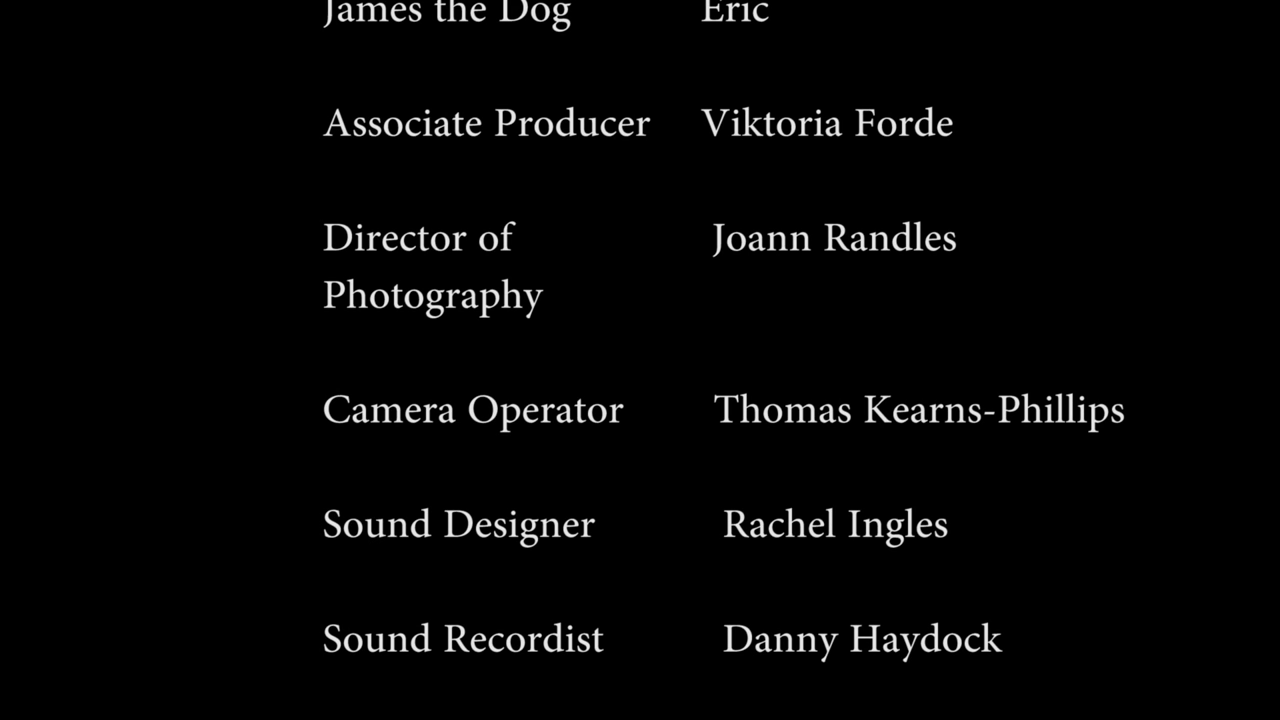 James the Dog Eric
Associate Producer Viktoria Forde
Director of Joann Randles
Photography
Camera Operator Thomas Kearns-Phillips
Sound Designer Rachel Ingles
Sound Recordist Danny Haydock